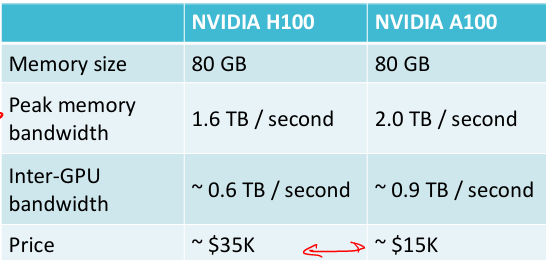 NVIDIA H100 NVIDIA A100
Memory size 80 GB 80 GB
Peak memory
bandwidth 1.6 TB / second 2.0 TB / second
Inter-GPU
bandwidth ~ 0.6 TB / second ~ 0.9 TB / second
Price ~ $35K ~ $15K